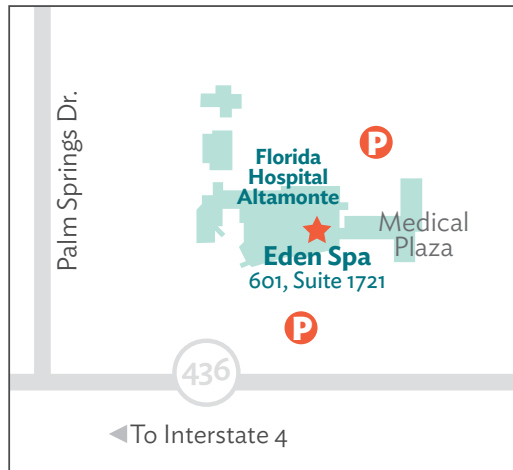 Palm Springs Dr.
P
Florida
Hospital
Altamonte
Medical
Plaza
Eden Spa
601, Suite 1721
P
436
To Interstate 4